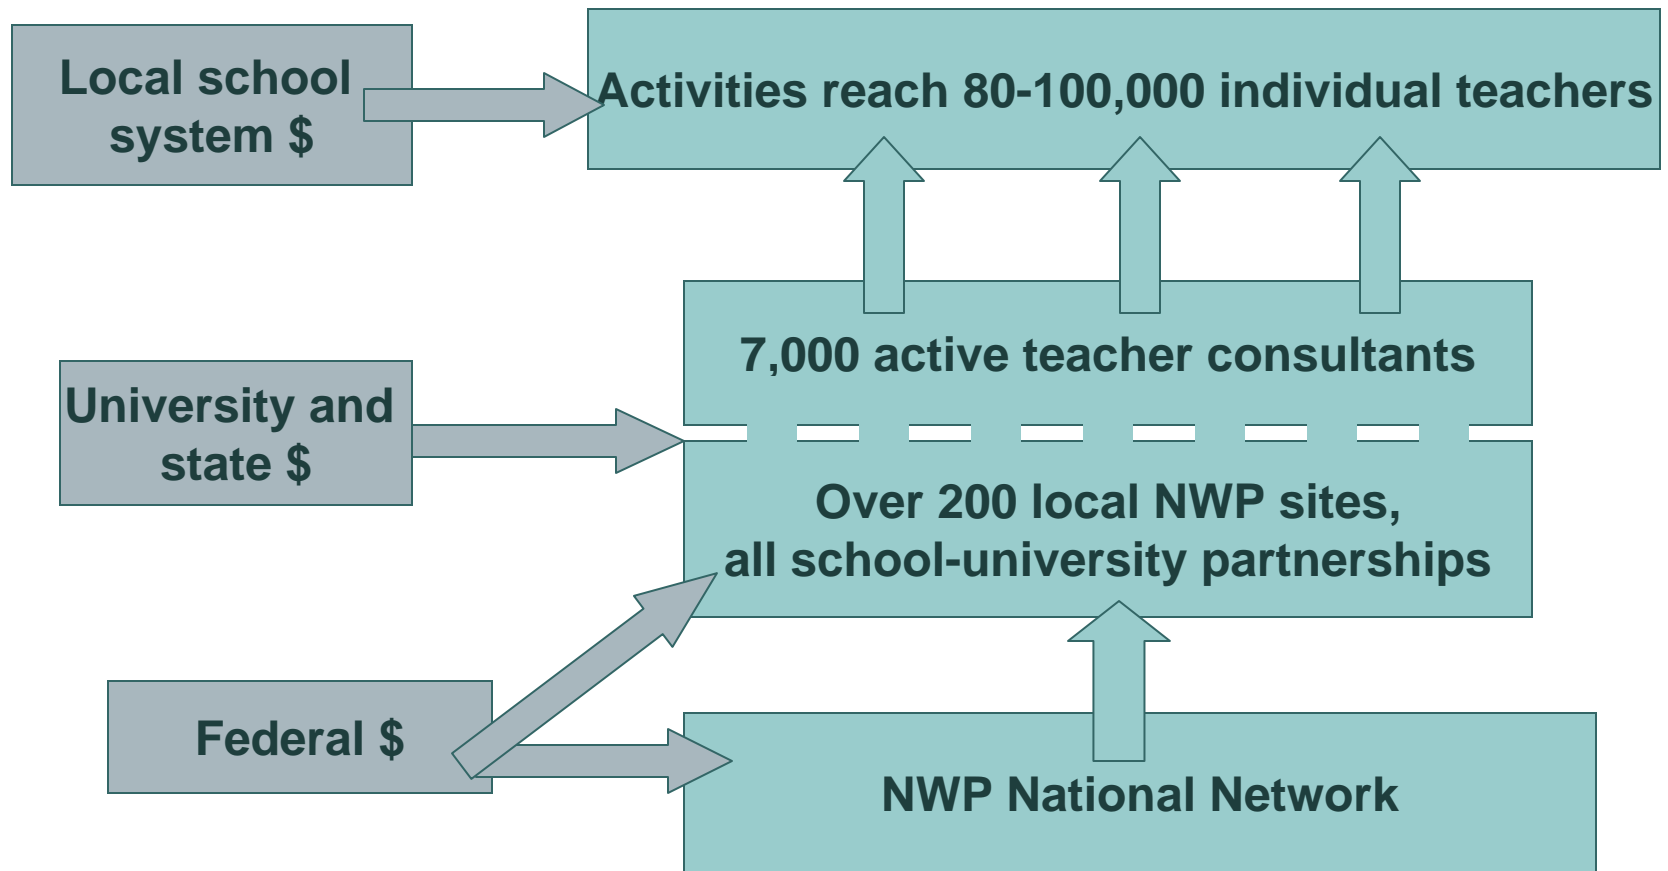 Local school
system $
Activities reach 80-100,000 individual teachers
7,000 active teacher consultants
University and
state $
Over 200 local NWP sites,
all school-university partnerships
Federal $
NWP National Network